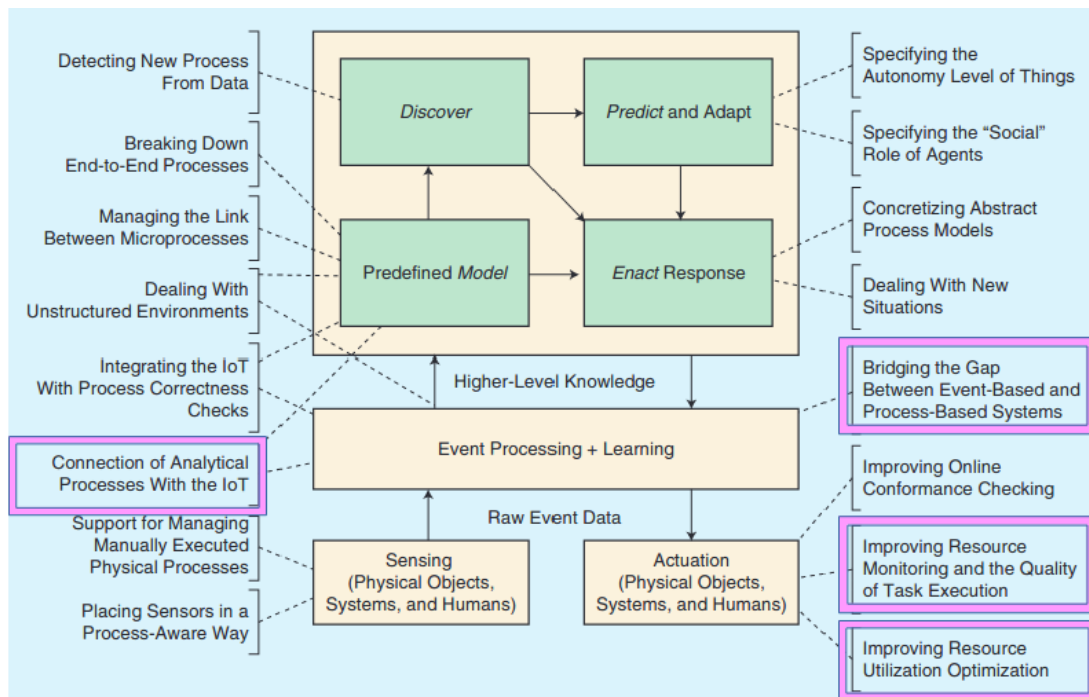 Detecting New Process
From Data
Breaking Down
End-to-End Processes
Managing the Link
Between Microprocesses
Dealing With
Unstructured Environments
Integrating the IoT
With Process Correctness
Checks
Connection of Analytical
Processes With the IoT
Support for Managing
Manually Executed
Physical Processes
Placing Sensors in a
Process-Aware Way
Discover
Predict and Adapt
Predefined Model
Enact Response
Higher-Level Knowledge
Event Processing + Learning
Raw Event Data
Sensing
(Physical Objects,
Systems, and Humans)
Actuation
(Physical Objects,
Systems, and Humans)
Specifying the
Autonomy Level of Things
Specifying the “Social”
Role of Agents
Concretizing Abstract
Process Models
Dealing With New
Situations
Bridging the Gap
Between Event-Based and
Process-Based Systems
Improving Online
Conformance Checking
Improving Resource
Monitoring and the Quality
of Task Execution
Improving Resource
Utilization Optimization